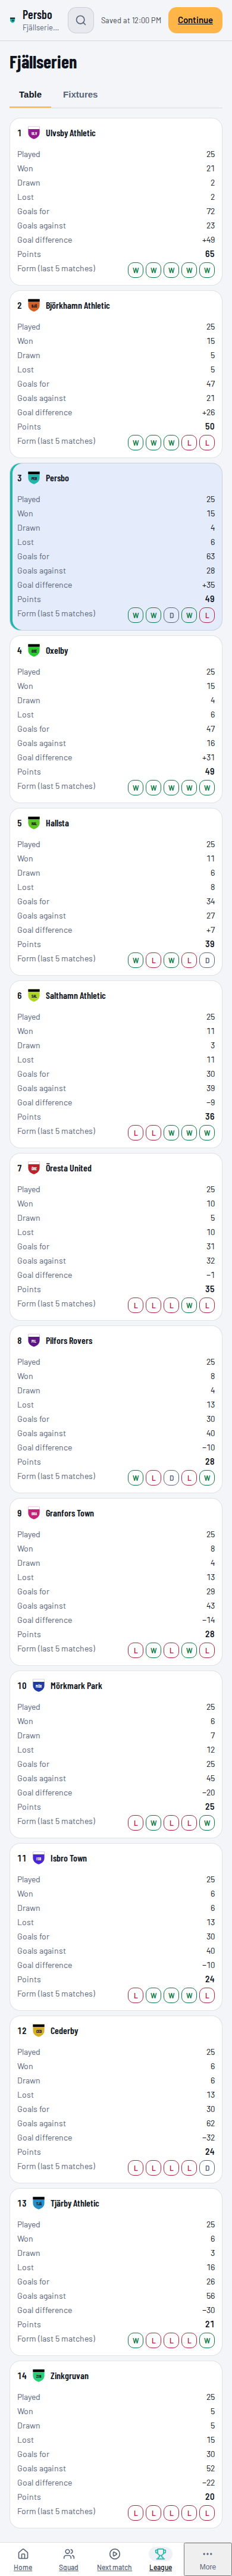 Persbo
Fjällserie...
Saved at 12:00 PM
Continue
Fjällserien
Table Fixtures
1 Ulvsby Athletic
Played 25
Won 21
Drawn 2
Lost 2
Goals for 72
Goals against 23
Goal difference +49
Points 65
Form (last 5 matches) W W W W W
2 Björkhamn Athletic
Played 25
Won 15
Drawn 5
Lost 5
Goals for 47
Goals against 21
Goal difference +26
Points 50
Form (last 5 matches) W W W L L
3 Persbo
Played 25
Won 15
Drawn 4
Lost 6
Goals for 63
Goals against 28
Goal difference +35
Points 49
Form (last 5 matches) W W D W L
4 Oxelby
Played 25
Won 15
Drawn 4
Lost 6
Goals for 47
Goals against 16
Goal difference +31
Points 49
Form (last 5 matches) W W W W W
5 Hallsta
Played 25
Won 11
Drawn 6
Lost 8
Goals for 34
Goals against 27
Goal difference +7
Points 39
Form (last 5 matches) W L W L D
6 Salthamn Athletic
Played 25
Won 11
Drawn 3
Lost 11
Goals for 30
Goals against 39
Goal difference −9
Points 36
Form (last 5 matches) L L W W W
7 Öresta United
Played 25
Won 10
Drawn 5
Lost 10
Goals for 31
Goals against 32
Goal difference −1
Points 35
Form (last 5 matches) L L L W L
8 Pilfors Rovers
Played 25
Won 8
Drawn 4
Lost 13
Goals for 30
Goals against 40
Goal difference −10
Points 28
Form (last 5 matches) W L D L W
9 Granfors Town
Played 25
Won 8
Drawn 4
Lost 13
Goals for 29
Goals against 43
Goal difference −14
Points 28
Form (last 5 matches) L W L W L
10 Mörkmark Park
Played 25
Won 6
Drawn 7
Lost 12
Goals for 25
Goals against 45
Goal difference −20
Points 25
Form (last 5 matches) L W L L W
11 Isbro Town
Played 25
Won 6
Drawn 6
Lost 13
Goals for 30
Goals against 40
Goal difference −10
Points 24
Form (last 5 matches) L W W W L
12 Cederby
Played 25
Won 6
Drawn 6
Lost 13
Goals for 30
Goals against 62
Goal difference −32
Points 24
Form (last 5 matches) L L L L D
13 Tjärby Athletic
Played 25
Won 6
Drawn 3
Lost 16
Goals for 26
Goals against 56
Goal difference −30
Points 21
Form (last 5 matches) W L L L W
14 Zinkgruvan
Played 25
Won 5
Drawn 5
Lost 15
Goals for 30
Goals against 52
Goal difference −22
Points 20
Form (last 5 matches) L L L L L
Home Squad Next match League More